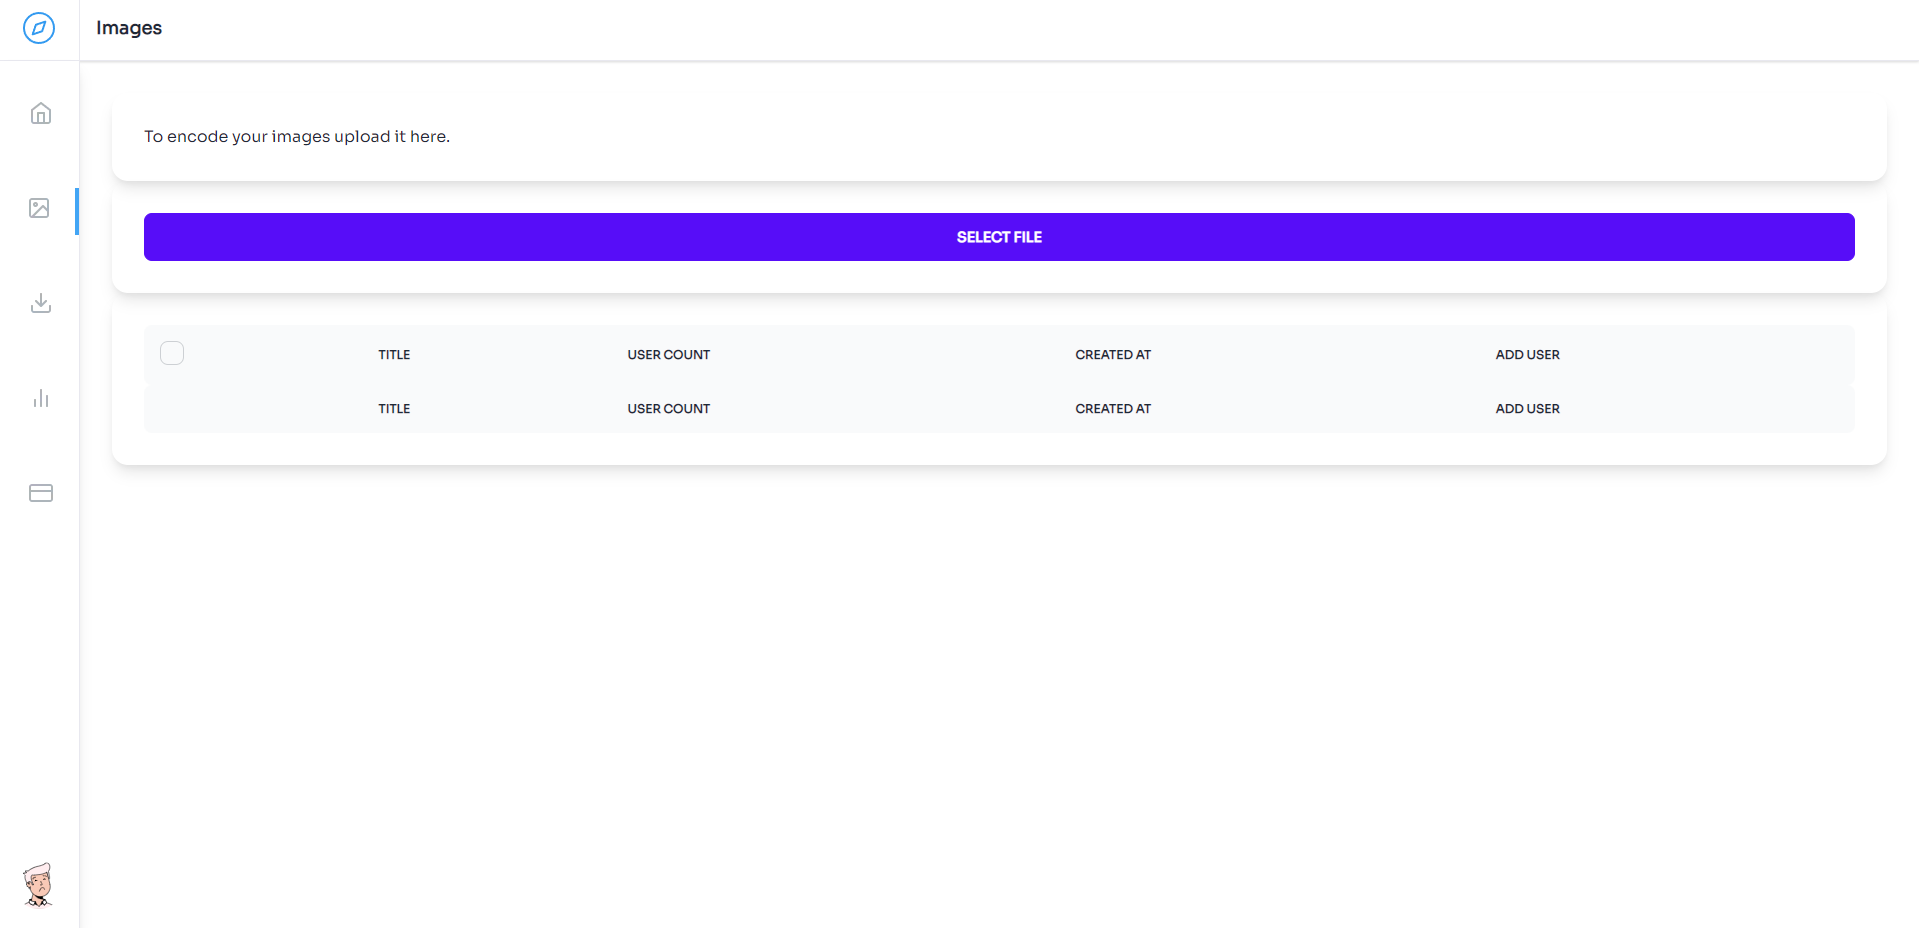 Images
To encode your images upload it here.
SELECT FILE
TITLE USER COUNT CREATED AT ADD USER
TITLE USER COUNT CREATED AT ADD USER